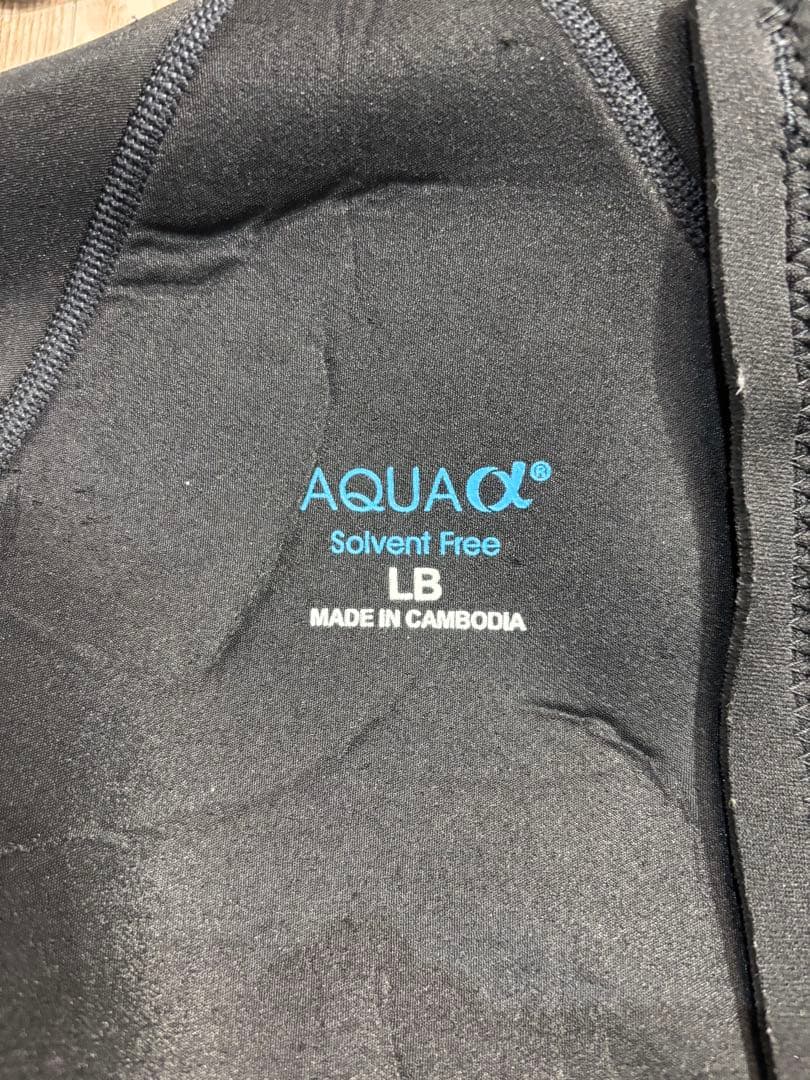 AQUAα®
Solvent Free
LB
MADE IN CAMBODIA